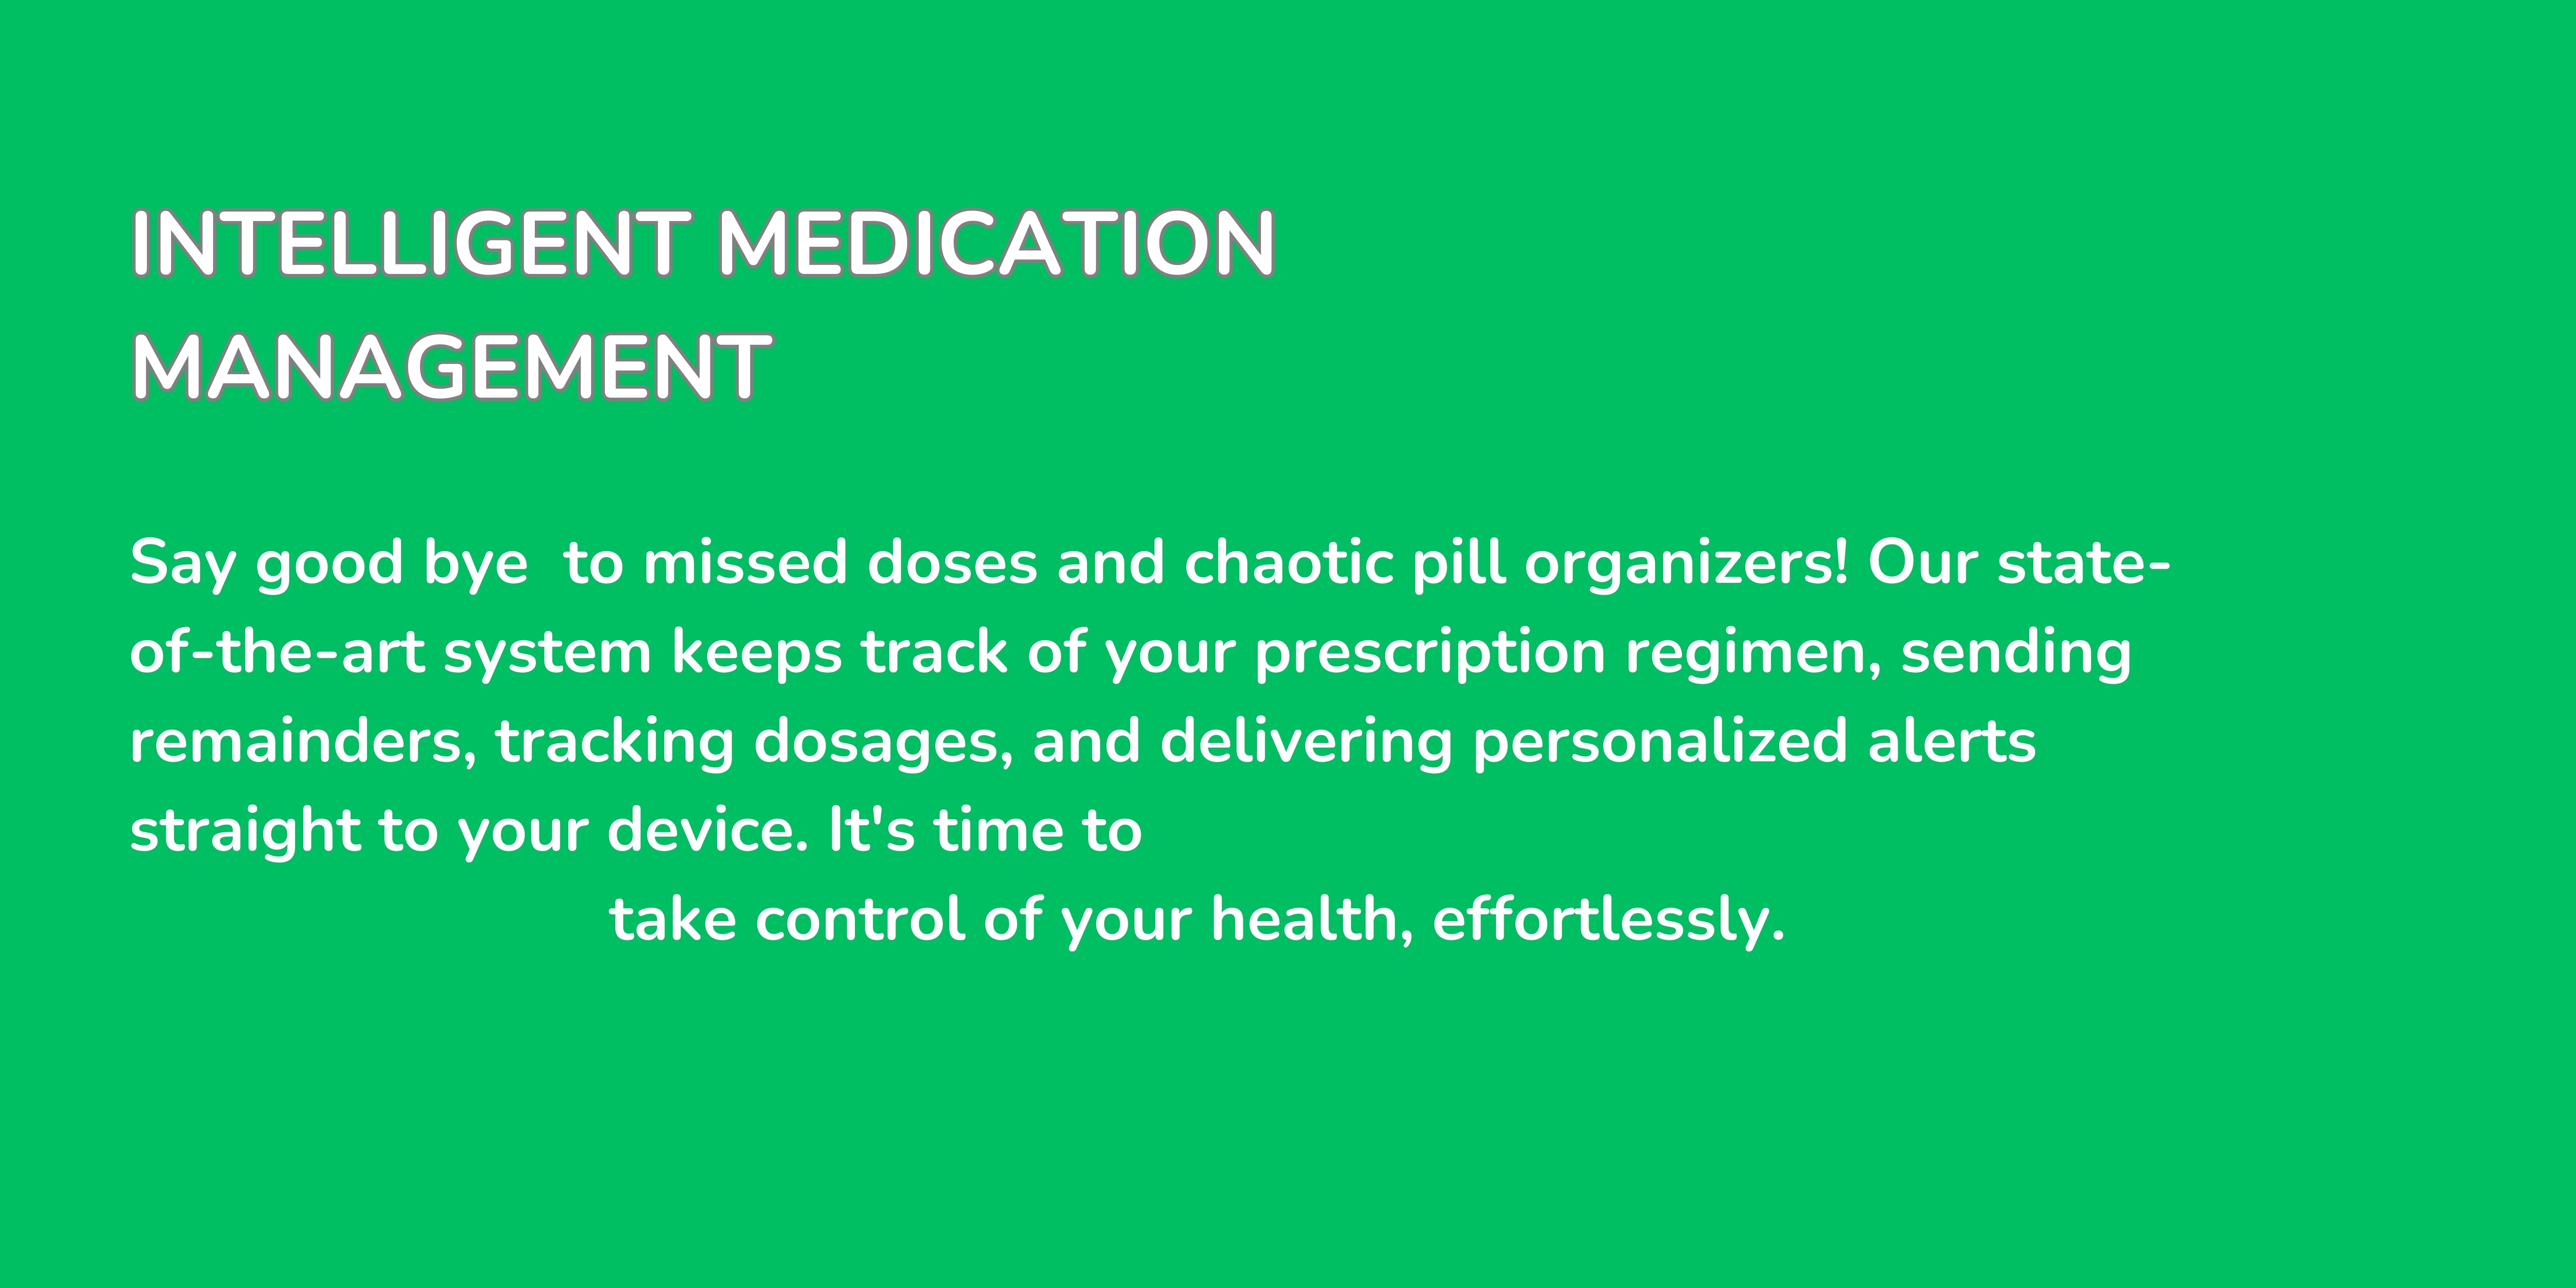 INTELLIGENT MEDICATION
MANAGEMENT
Say good bye  to missed doses and chaotic pill organizers! Our state-
of-the-art system keeps track of your prescription regimen, sending
remainders, tracking dosages, and delivering personalized alerts
straight to your device. It's time to
take control of your health, effortlessly.